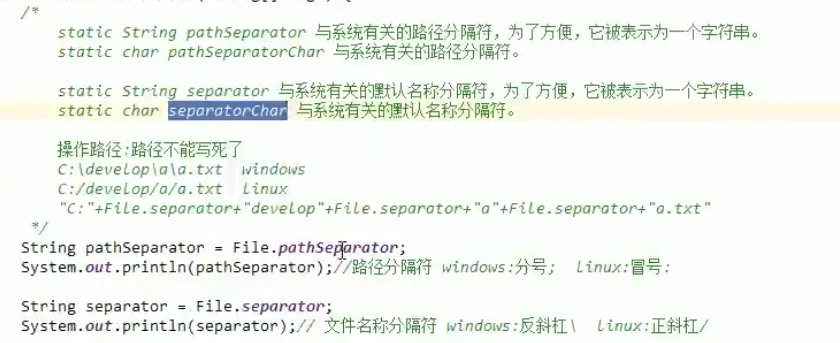 /*
static String pathSeparator 与系统有关的路径分隔符，为了方便，它被表示为一个字符串。
static char pathSeparatorChar 与系统有关的路径分隔符。
static String separator 与系统有关的默认名称分隔符，为了方便，它被表示为一个字符串。
static char separatorChar 与系统有关的默认名称分隔符。
操作路径:路径不能写死了
C:\develop\a\a.txt windows
C:/develop/a/a.txt linux
"C:"+File.separator+"develop"+File.separator+"a"+File.separator+"a.txt"
*/
String pathSeparator = File.pathSeparator;
System.out.println(pathSeparator);//路径分隔符 windows:分号; linux:冒号:
String separator = File.separator;
System.out.println(separator);// 文件名称分隔符 windows:反斜杠\ linux:正斜杠/